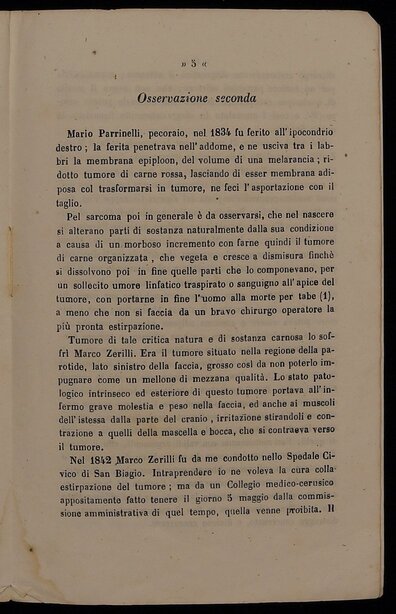 » 5 «
Osservazione seconda
Mario Parrinelli, pecoraio, nel 1834 fu ferito all'ipocondrio
destro; la ferita penetrava nell'addome, e ne usciva tra i lab-
bri la membrana epiploon, del volume di una melarancia; ri-
dotto tumore di carne rossa, lasciando di esser membrana adi-
posa col trasformarsi in tumore, ne feci l'asportazione con il
taglio.
Pel sarcoma poi in generale è da osservarsi, che nel nascere
si alterano parti di sostanza naturalmente dalla sua condizione
a causa di un morboso incremento con farne quindi il tumore
di carne organizzata, che vegeta e cresce a dismisura finchè
si dissolvono poi in fine quelle parti che lo componevano, per
un sollecito umore linfatico traspirato o sanguigno all'apice del
tumore, con portarne in fine l'uomo alla morte per tabe (1),
a meno che non si faccia da un bravo chirurgo operatore la
più pronta estirpazione.
Tumore di tale critica natura e di sostanza carnosa lo sof-
frì Marco Zerilli. Era il tumore situato nella regione della pa-
rotide, lato sinistro della faccia, grosso così da non poterlo im-
pugnare come un mellone di mezzana qualità. Lo stato pato-
logico intrinseco ed esteriore di questo tumore portava all'in-
fermo grave molestia e peso nella faccia, ed anche ai muscoli
dell'istessa dalla parte del cranio, irritazione stirandoli e con-
trazione a quelli della mascella e bocca, che si contraeva verso
il tumore.
Nel 1842 Marco Zerilli fu da me condotto nello Spedale Ci-
vico di San Biagio. Intraprendere io ne voleva la cura colla
estirpazione del tumore; ma da un Collegio medico-cerusico
appositamente fatto tenere il giorno 5 maggio dalla commis-
sione amministrativa di quel tempo, quella venne proibita. Il